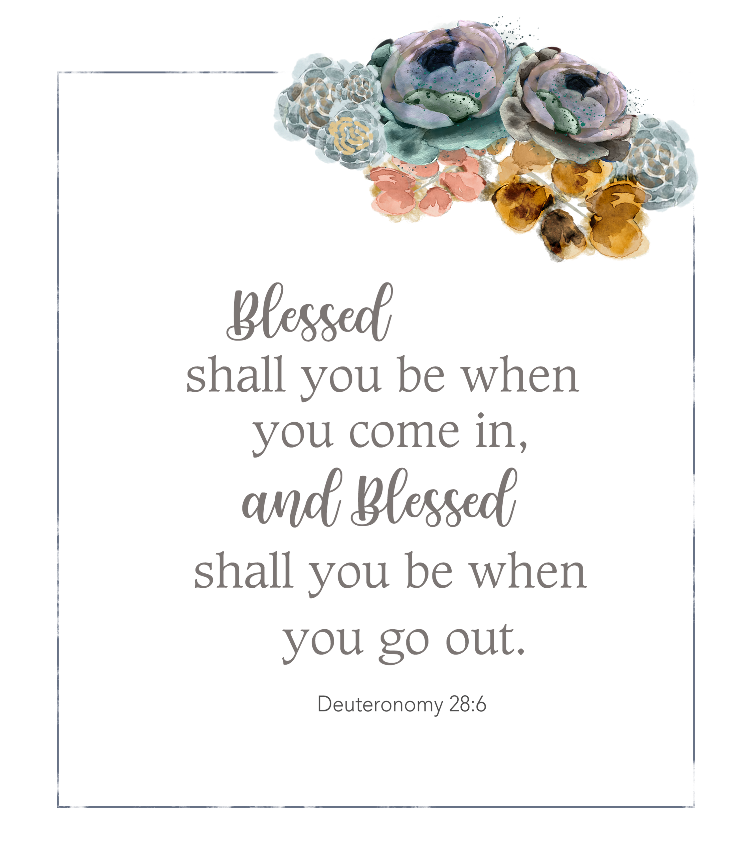 Blessed
shall you be when
you come in,
and Blessed
shall you be when
you go out.
Deuteronomy 28:6